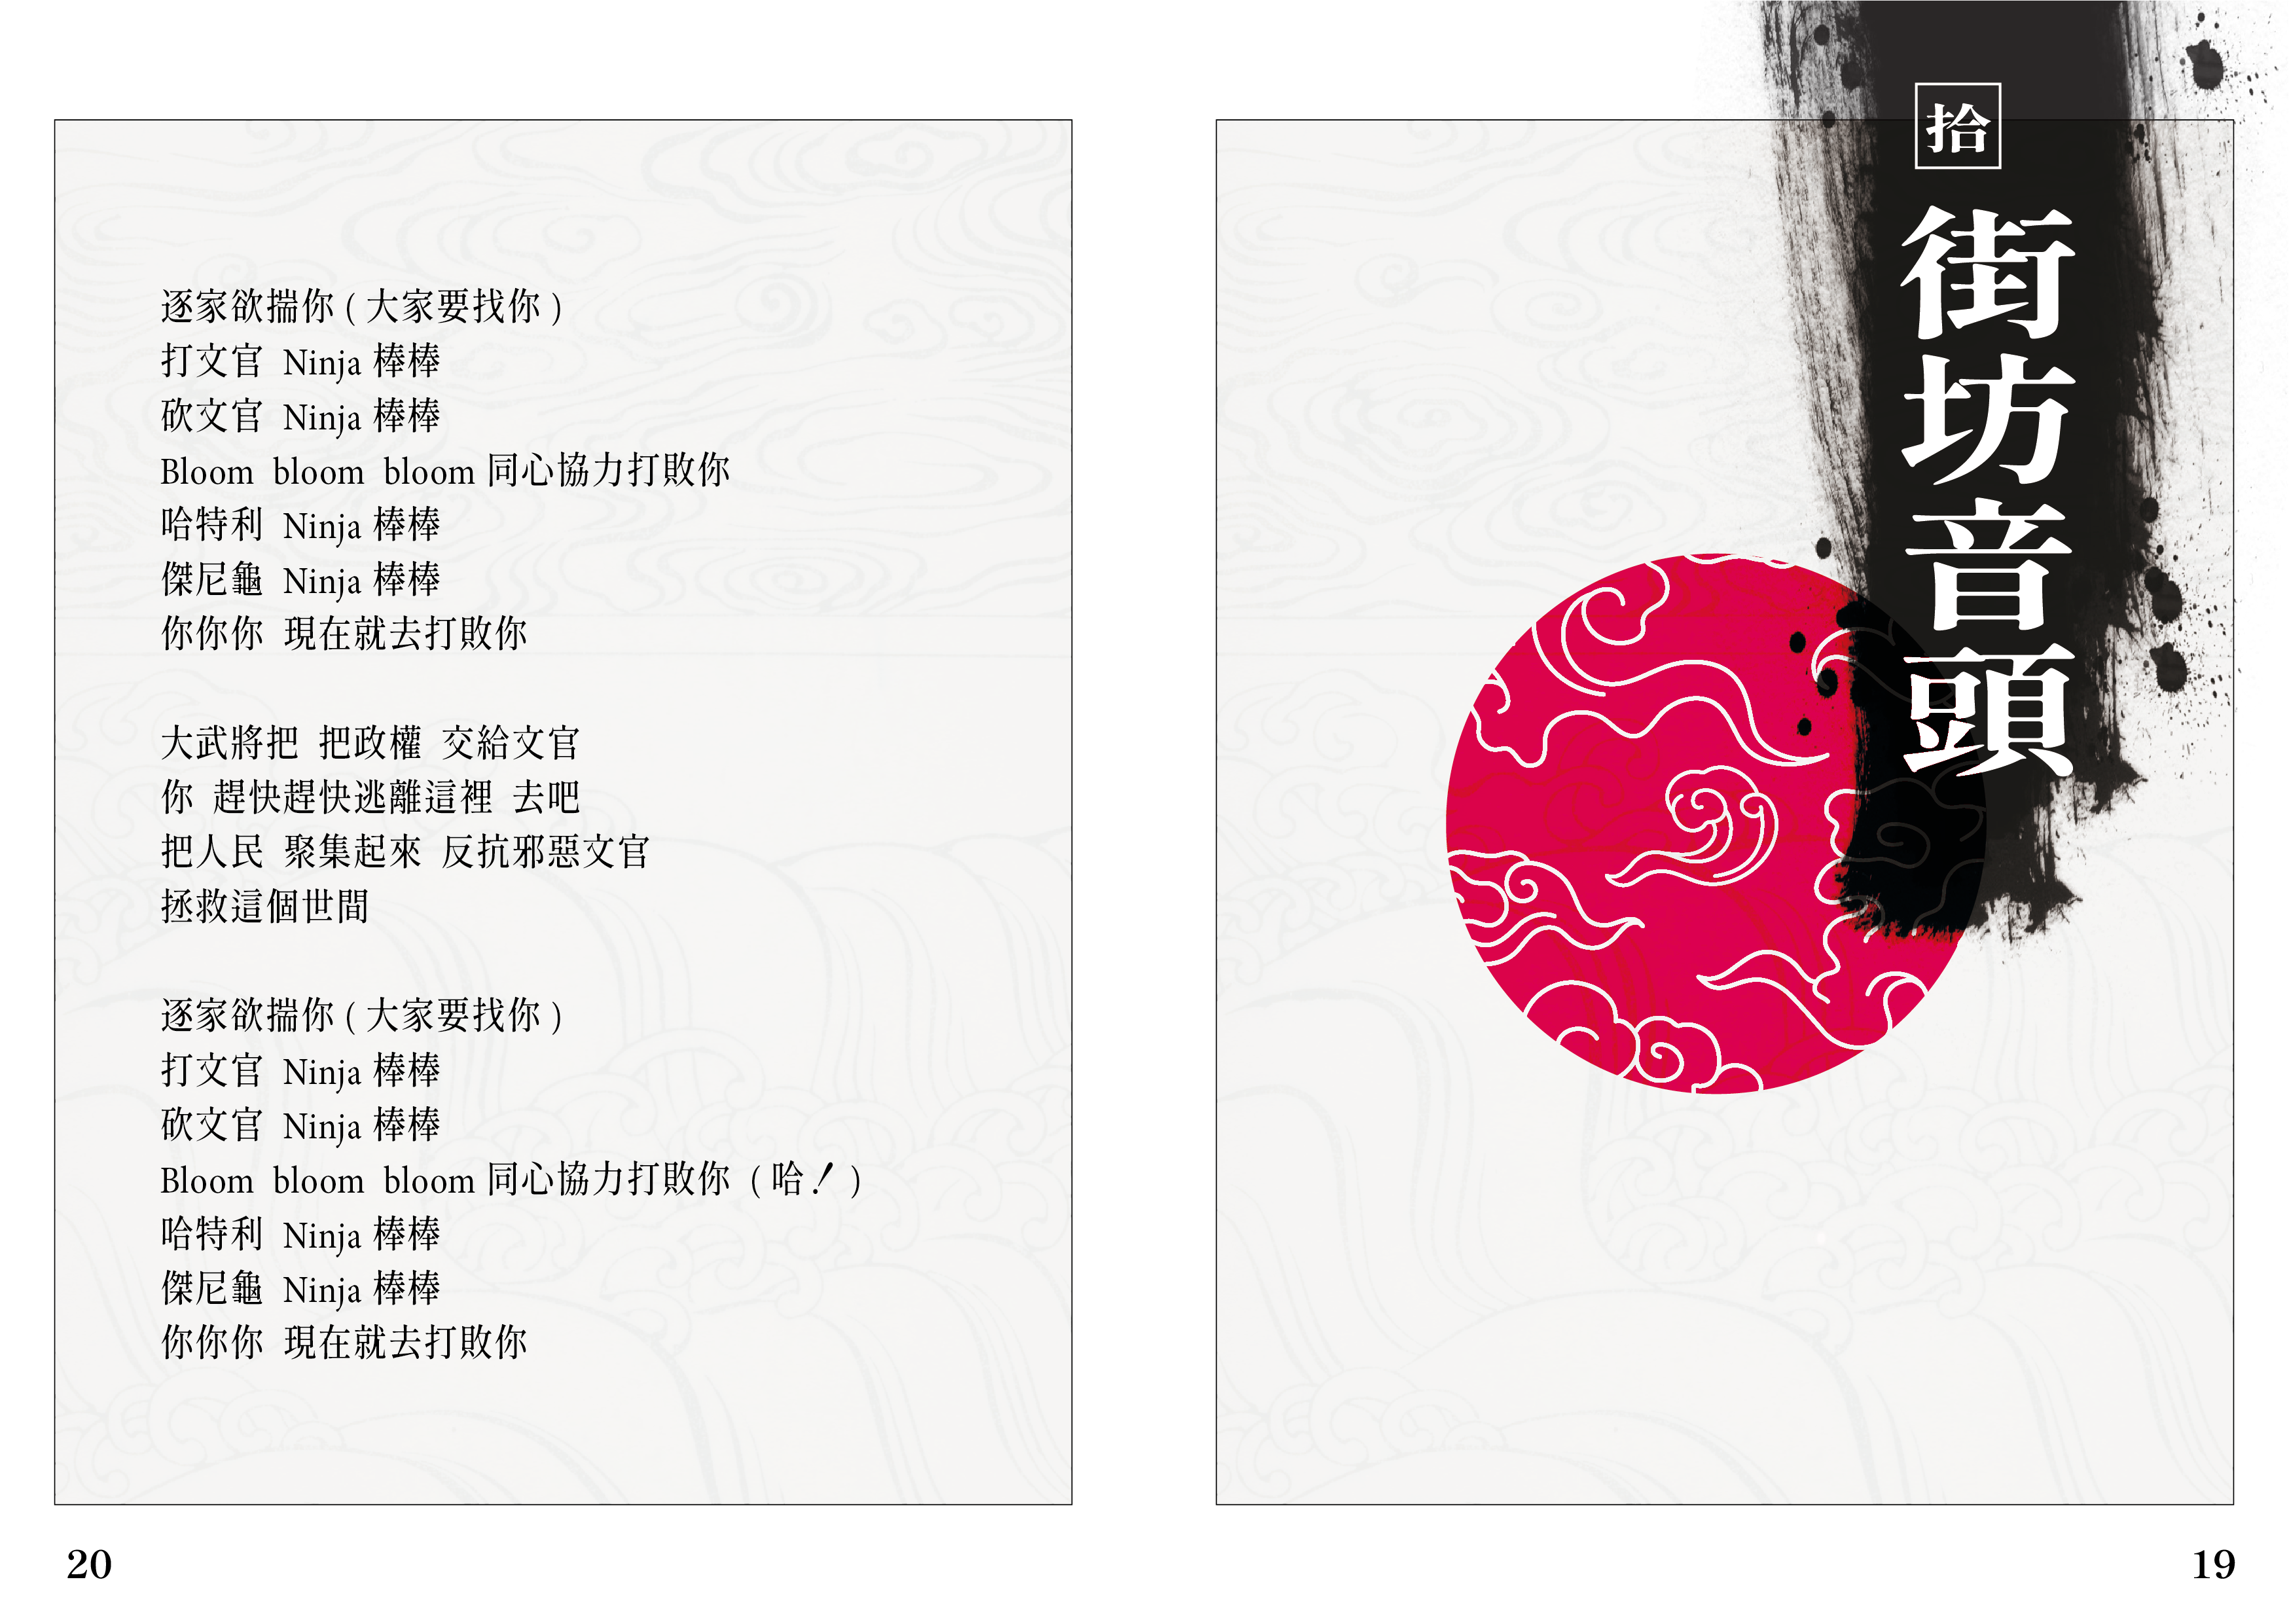 拾
街坊音頭
19
逐家欲揣你 ( 大家要找你 )
打文官 Ninja 棒棒
砍文官 Ninja 棒棒
Bloom bloom bloom 同心協力打敗你
哈特利 Ninja 棒棒
傑尼龜 Ninja 棒棒
你你你 現在就去打敗你
大武將把 把政權 交給文官
你 趕快趕快逃離這裡 去吧
把人民 聚集起來 反抗邪惡文官
拯救這個世間
逐家欲揣你 ( 大家要找你 )
打文官 Ninja 棒棒
砍文官 Ninja 棒棒
Bloom bloom bloom 同心協力打敗你 ( 哈！ )
哈特利 Ninja 棒棒
傑尼龜 Ninja 棒棒
你你你 現在就去打敗你
20